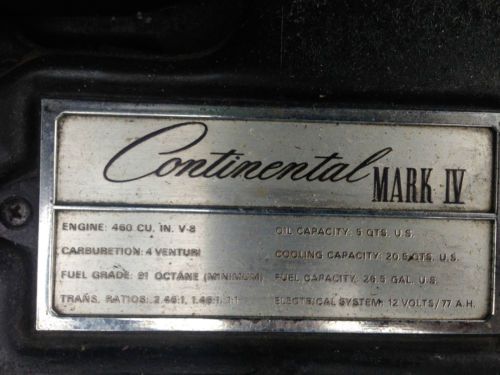 Continental MARK IV
ENGINE: 460 CU. IN. V-8
CARBURETION: 4 VENTURI
FUEL GRADE: 91 OCTANE (MINIMUM)
TRANS. RATIOS: 2.46:1, 1.46:1, 1:1
OIL CAPACITY: 5 QTS. U.S.
COOLING CAPACITY: 20.5 QTS. U.S.
FUEL CAPACITY: 26.5 GAL. U.S.
ELECTRICAL SYSTEM: 12 VOLTS/77 A.H.